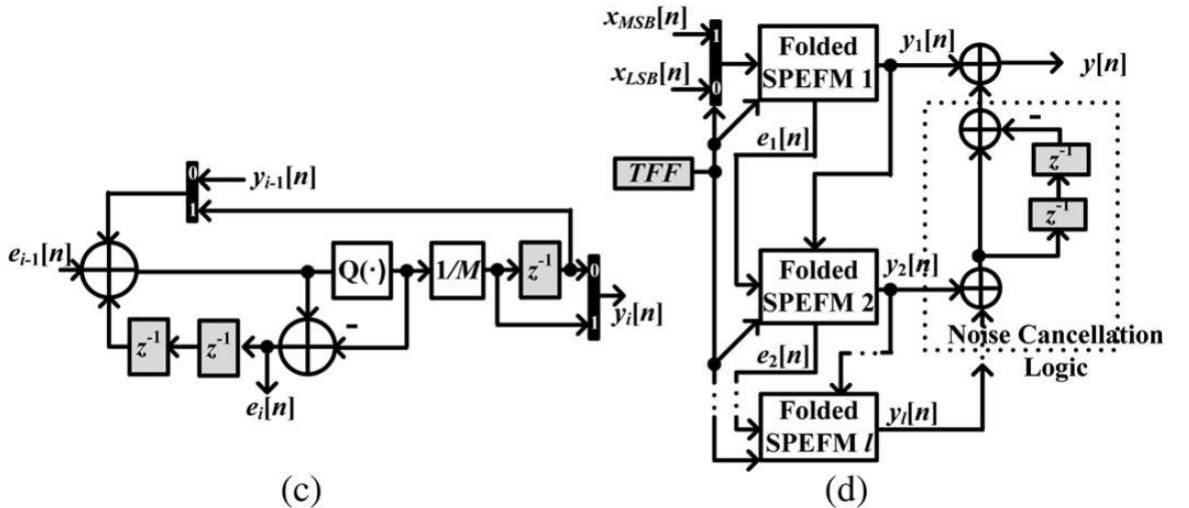 0
y_{i-1}[n]
1
e_{i-1}[n]
Q(·)
1/M
z^{-1}
0
1
y_i[n]
-
z^{-1}
z^{-1}
e_i[n]
(c)
x_{MSB}[n]
1
x_{LSB}[n]
0
Folded
SPEFM 1
y_1[n]
y[n]
e_1[n]
-
z^{-1}
z^{-1}
TFF
Folded
SPEFM 2
y_2[n]
e_2[n]
Noise Cancellation
Logic
Folded
SPEFM l
y_l[n]
(d)